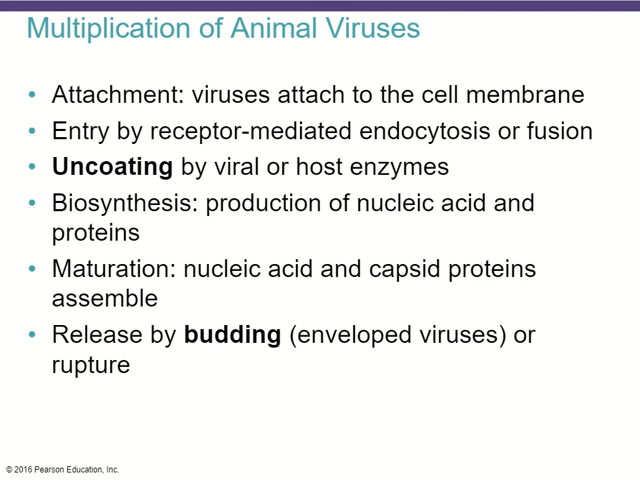 Multiplication of Animal Viruses
• Attachment: viruses attach to the cell membrane
• Entry by receptor-mediated endocytosis or fusion
• Uncoating by viral or host enzymes
• Biosynthesis: production of nucleic acid and
proteins
• Maturation: nucleic acid and capsid proteins
assemble
• Release by budding (enveloped viruses) or
rupture
© 2016 Pearson Education, Inc.